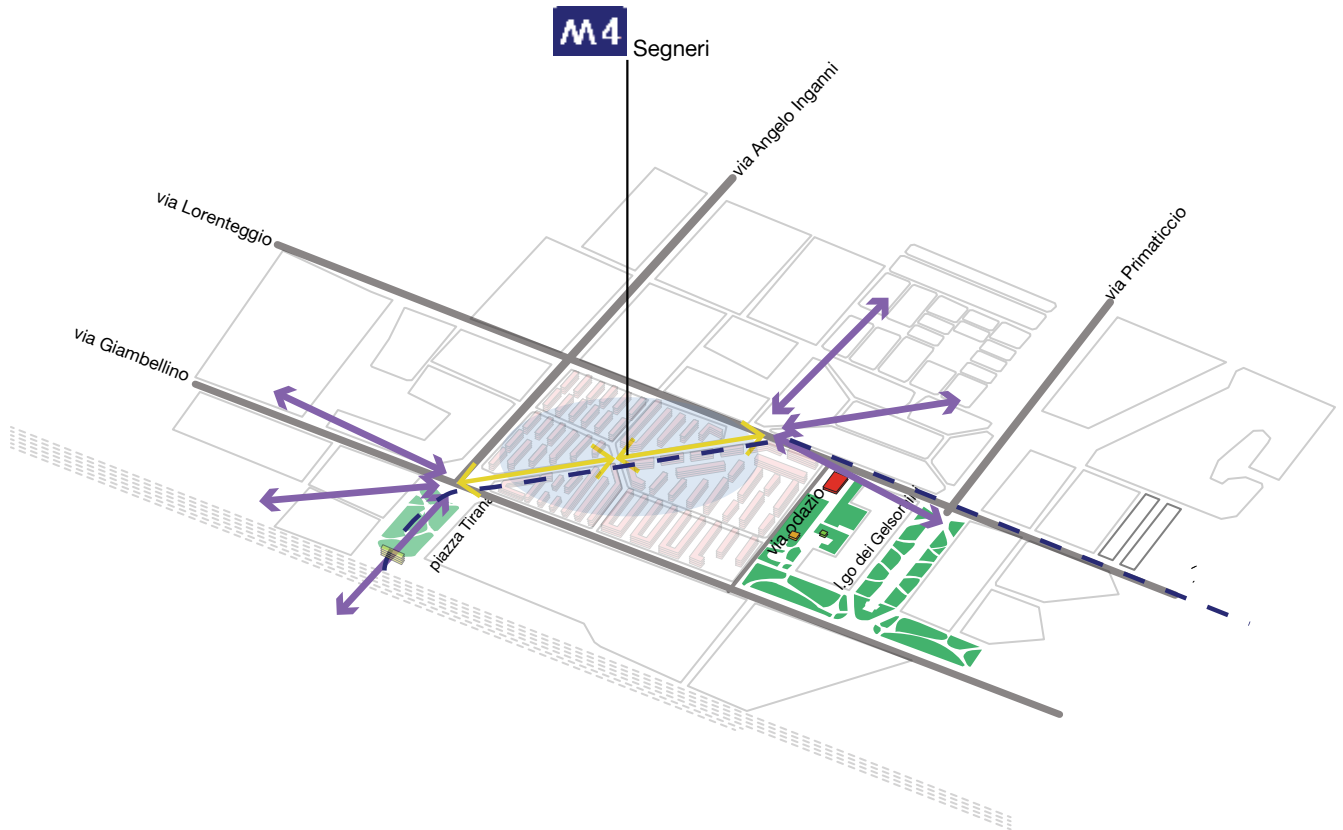 M4
Segneri
via Angelo Inganni
via Lorenteggio
via Primaticcio
via Giambellino
via odazio
l.go dei Gelsomini
piazza Tirana